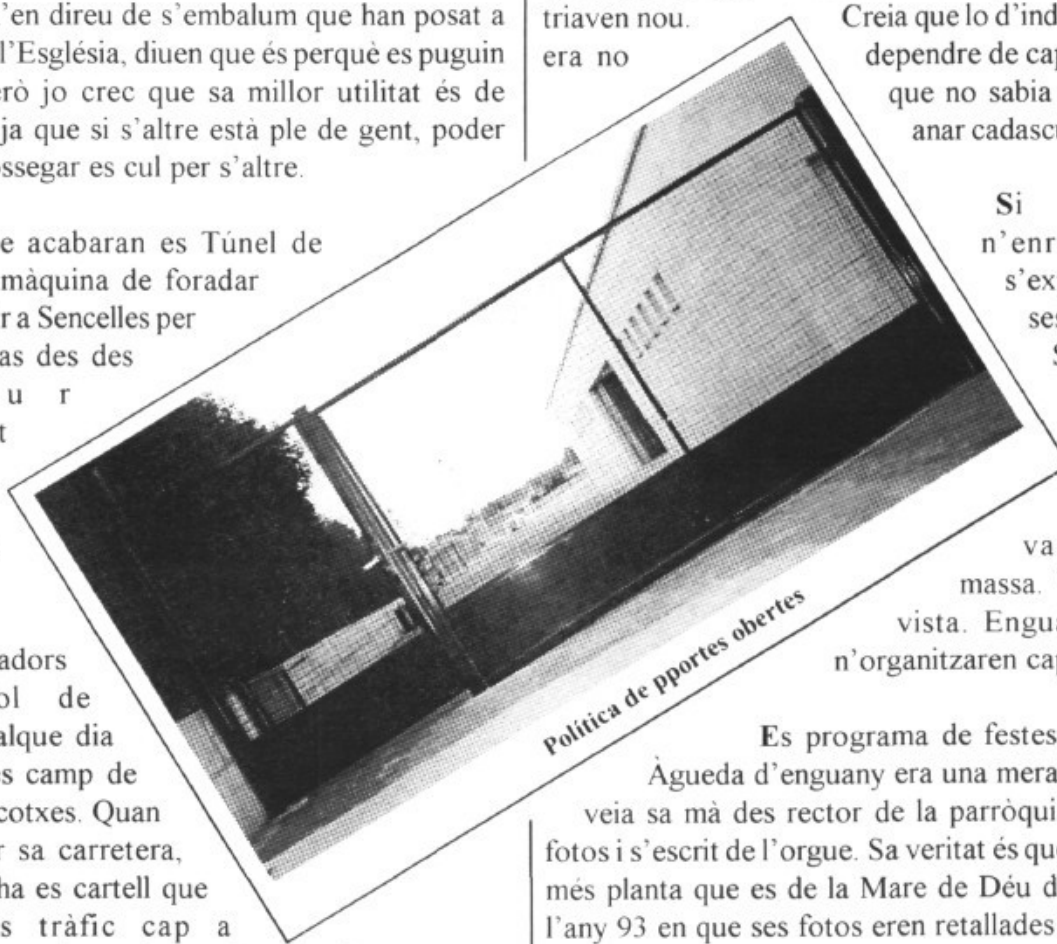 'en direu de s'embalum que han posat a
l'Església, diuen que és perquè es puguin
erò jo crec que sa millor utilitat és de
ja que si s'altre està ple de gent, poder
ossegar es cul per s'altre.
e acabaran es Túnel de
màquina de foradar
r a Sencelles per
as des des
u r
t
adors
ol de
alque dia
es camp de
cotxes. Quan
r sa carretera,
ha es cartell que
s tràfic cap a
Política de pportes obertes
triaven nou.
era no
Creia que lo d'ind
dependre de cap
que no sabia
anar cadascu
Si
n'enr
s'ex
ses
va
massa.
vista. Engua
n'organitzaren cap
Es programa de festes
Àgueda d'enguany era una mera
veia sa mà des rector de la parròqui
fotos i s'escrit de l'orgue. Sa veritat és que
més planta que es de la Mare de Déu d
l'any 93 en que ses fotos eren retallades